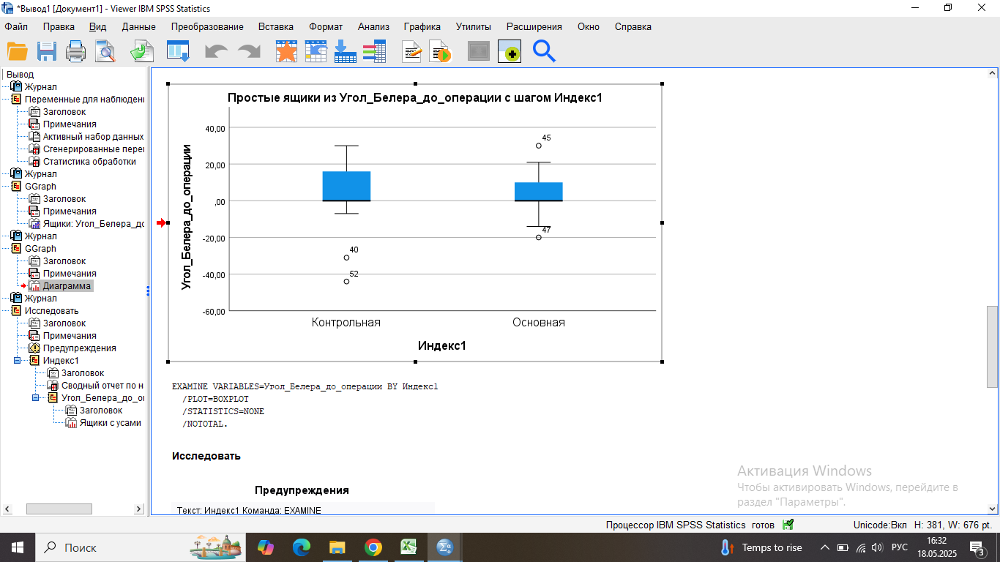 *Вывод1 [Документ1] - Viewer IBM SPSS Statistics
Файл Правка Вид Данные Преобразование Вставка Формат Анализ Графика Утилиты Расширения Окно Справка
Вывод
Журнал
Переменные для наблюден
Заголовок
Примечания
Активный набор данных
Сгенерированные пере
Статистика обработки
Журнал
GGraph
Заголовок
Примечания
Ящики: Угол_Белера_до
Журнал
GGraph
Заголовок
Примечания
Диаграмма
Журнал
Исследовать
Заголовок
Примечания
Предупреждения
Индекс1
Заголовок
Сводный отчет по н
Угол_Белера_до_о
Заголовок
Ящики с усами
Простые ящики из Угол_Белера_до_операции с шагом Индекс1
Угол_Белера_до_операции
40,00
20,00
,00
-20,00
-40,00
-60,00
45
47
40
52
Контрольная Основная
Индекс1
EXAMINE VARIABLES=Угол_Белера_до_операции BY Индекс1
/PLOT=BOXPLOT
/STATISTICS=NONE
/NOTOTAL.
Исследовать
Предупреждения
Текст: Индекс1 Команда: EXAMINE
Активация Windows
Чтобы активировать Windows, перейдите в
раздел "Параметры".
Процессор IBM SPSS Statistics готов Unicode:Вкл H: 381, W: 676 pt.
Поиск Temps to rise РУС 16:32
18.05.2025
3